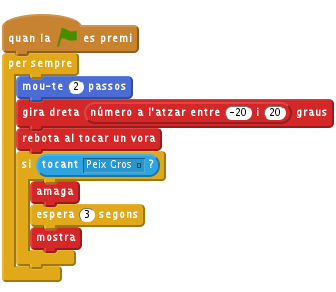 quan la es premi
per sempre
mou-te 2 passos
gira dreta número a l'atzar entre -20 i 20 graus
rebota al tocar un vora
si tocant Peix Gros ?
amaga
espera 3 segons
mostra